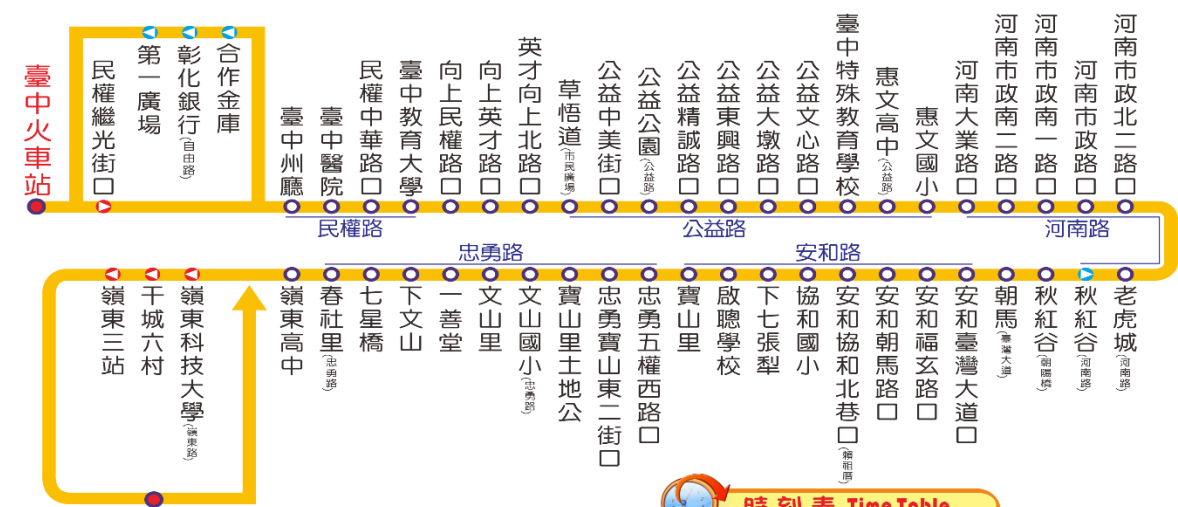 臺中火車站
民權繼光街口
第一廣場
彰化銀行(自由路)
合作金庫
臺中州廳
臺中醫院
民權中華路口
臺中教育大學
向上民權路口
向上英才路口
英才向上北路口
草悟道(市民廣場)
公益中美街口
公益公園(公益路)
公益精誠路口
公益東興路口
公益大墩路口
公益文心路口
臺中特殊教育學校
惠文高中(公益路)
惠文國小
河南大業路口
河南市政南二路口
河南市政南一路口
河南市政路口
河南市政北二路口
民權路
公益路
河南路
忠勇路
安和路
嶺東三站
干城六村
嶺東科技大學(嶺東路)
嶺東高中
春社里(忠勇路)
七星橋
下文山
一善堂
文山里
文山國小(忠勇路)
寶山里土地公
忠勇寶山東二街口
忠勇五權西路口
寶山里
啟聰學校
下七張犁
協和國小
安和協和北巷口(賴祖厝)
安和朝馬路口
安和福玄路口
安和臺灣大道口
朝馬(臺灣大道)
秋紅谷(朝陽橋)
秋紅谷(河南路)
老虎城(河南路)
時刻表 Time Table